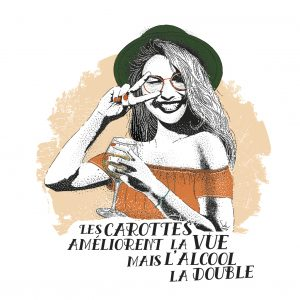 LES CAROTTES
AMÉLIORENT LA VUE
MAIS L'ALCOOL
LA DOUBLE